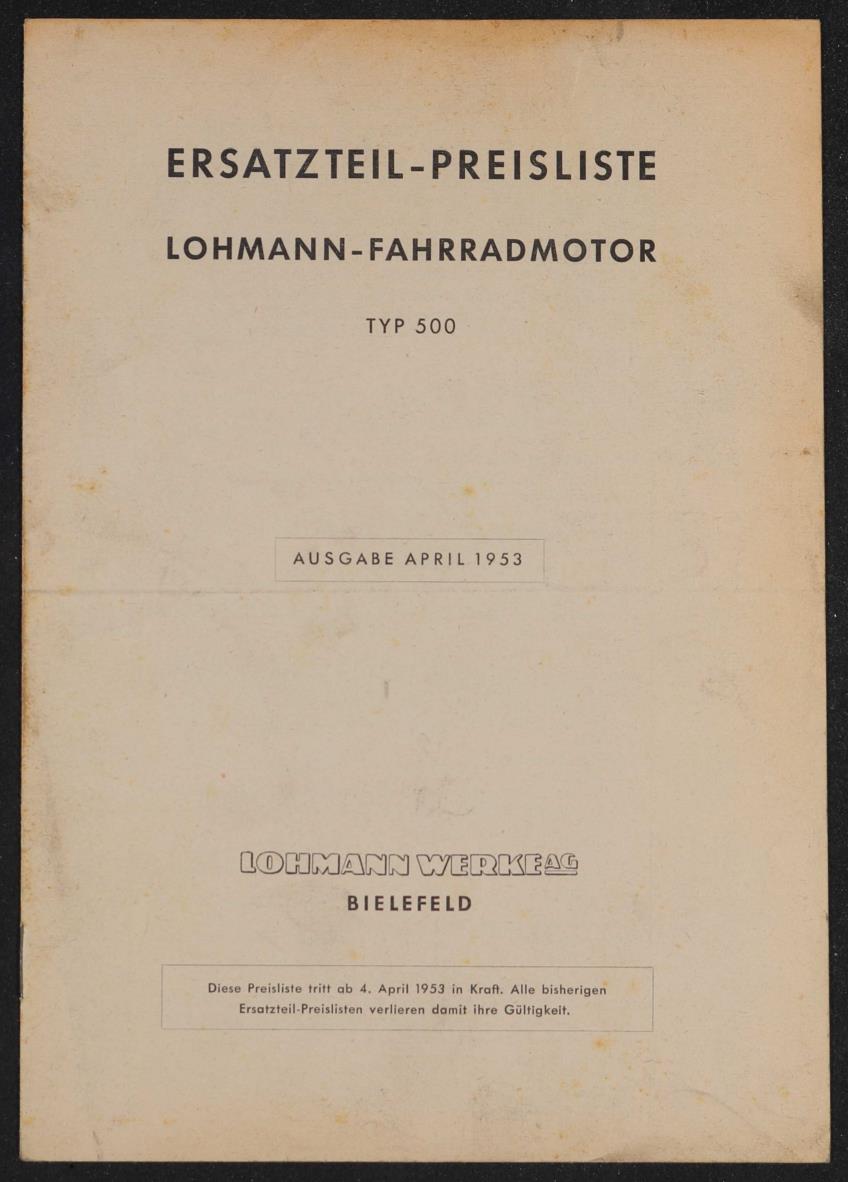 ERSATZTEIL-PREISLISTE
LOHMANN-FAHRRADMOTOR
TYP 500
AUSGABE APRIL 1953
LOHMANN WERKE AG
BIELEFELD
Diese Preisliste tritt ab 4. April 1953 in Kraft. Alle bisherigen
Ersatzteil-Preislisten verlieren damit ihre Gültigkeit.